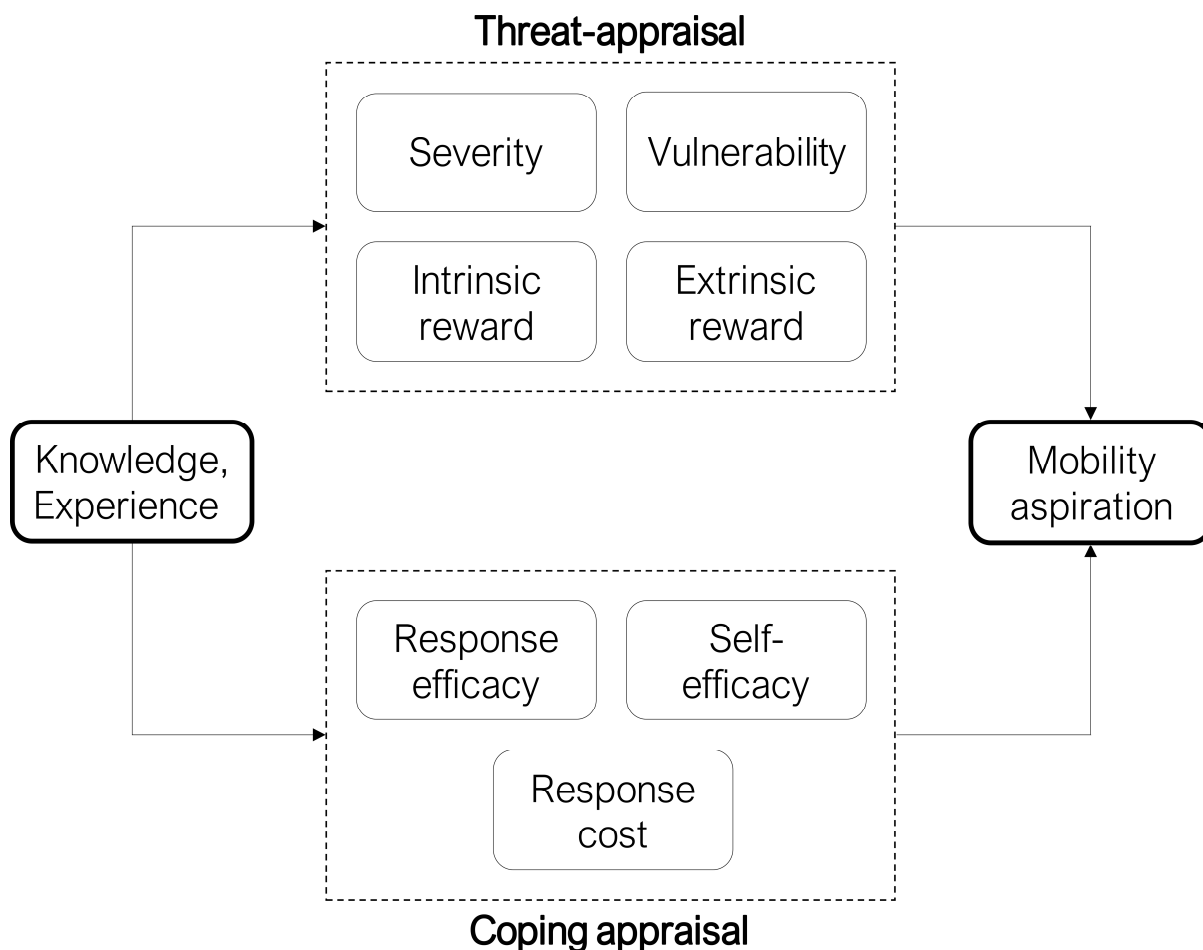 Threat-appraisal
Severity
Vulnerability
Intrinsic
reward
Extrinsic
reward
Knowledge,
Experience
Mobility
aspiration
Response
efficacy
Self-
efficacy
Response
cost
Coping appraisal